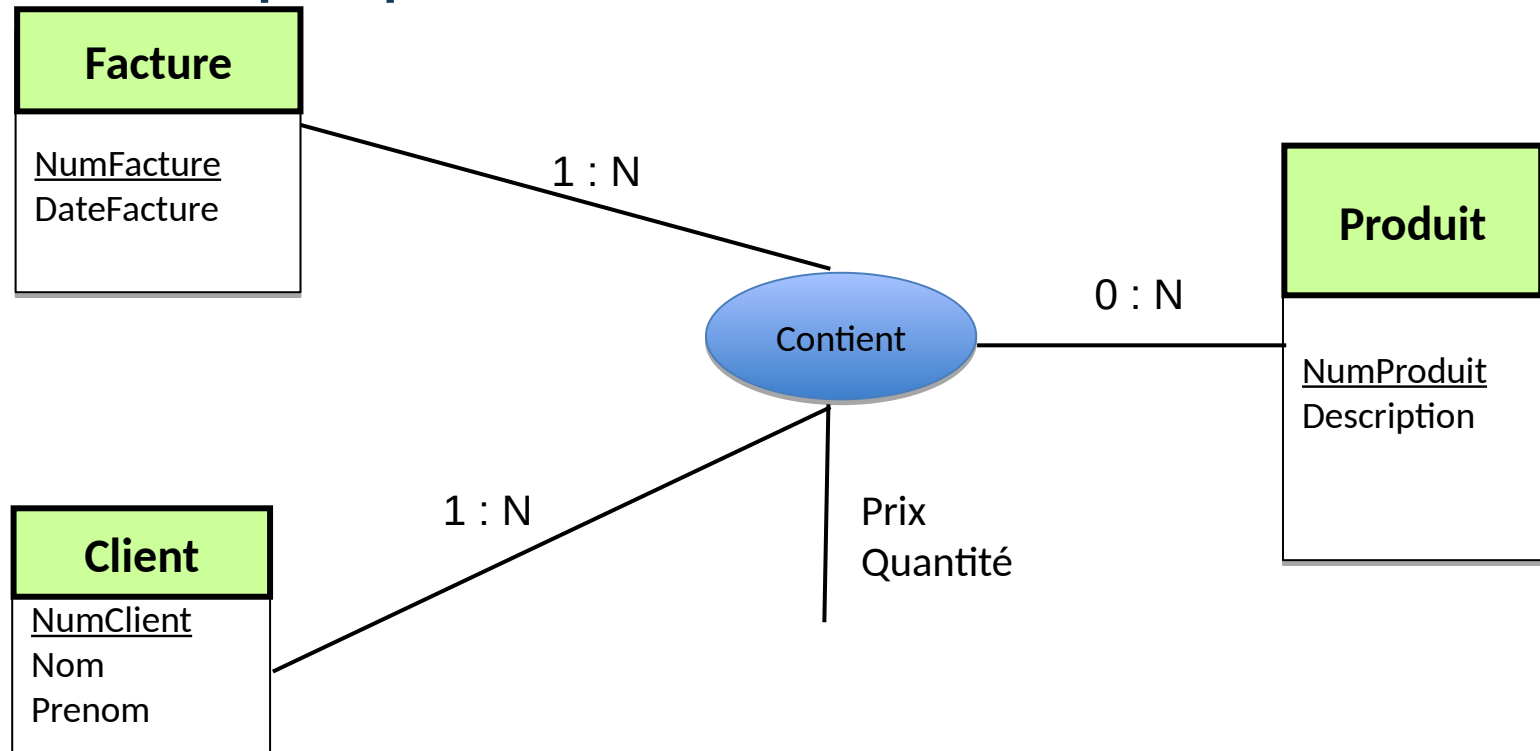 Facture
NumFacture
DateFacture
1 : N
Produit
0 : N
Contient
NumProduit
Description
1 : N
Prix
Quantité
Client
NumClient
Nom
Prenom